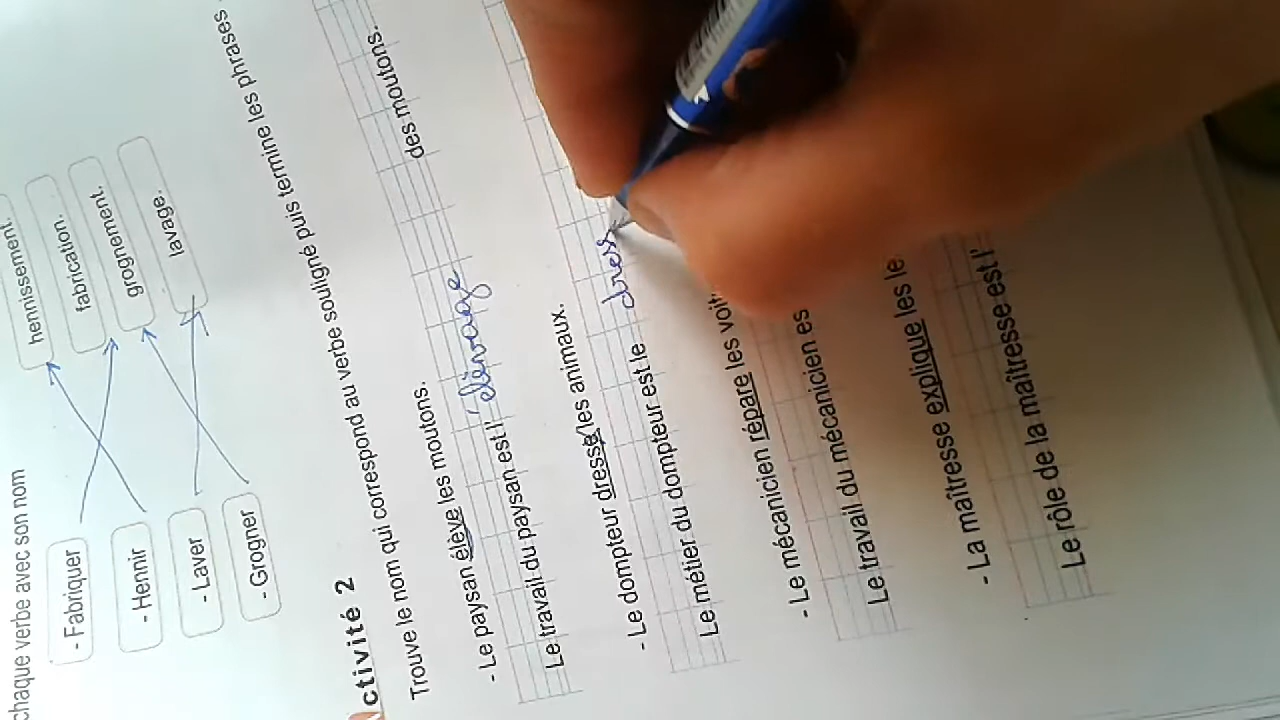 chaque verbe avec son nom
- Fabriquer
hennissement.
- Hennir
fabrication.
- Laver
grognement.
- Grogner
lavage.
ctivité 2
Trouve le nom qui correspond au verbe souligné puis termine les phrases
- Le paysan élève les moutons.
Le travail du paysan est l' élevage des moutons.
- Le dompteur dresse les animaux.
Le métier du dompteur est le dress
- Le mécanicien répare les voit
Le travail du mécanicien es
- La maîtresse explique les le
Le rôle de la maîtresse est l'